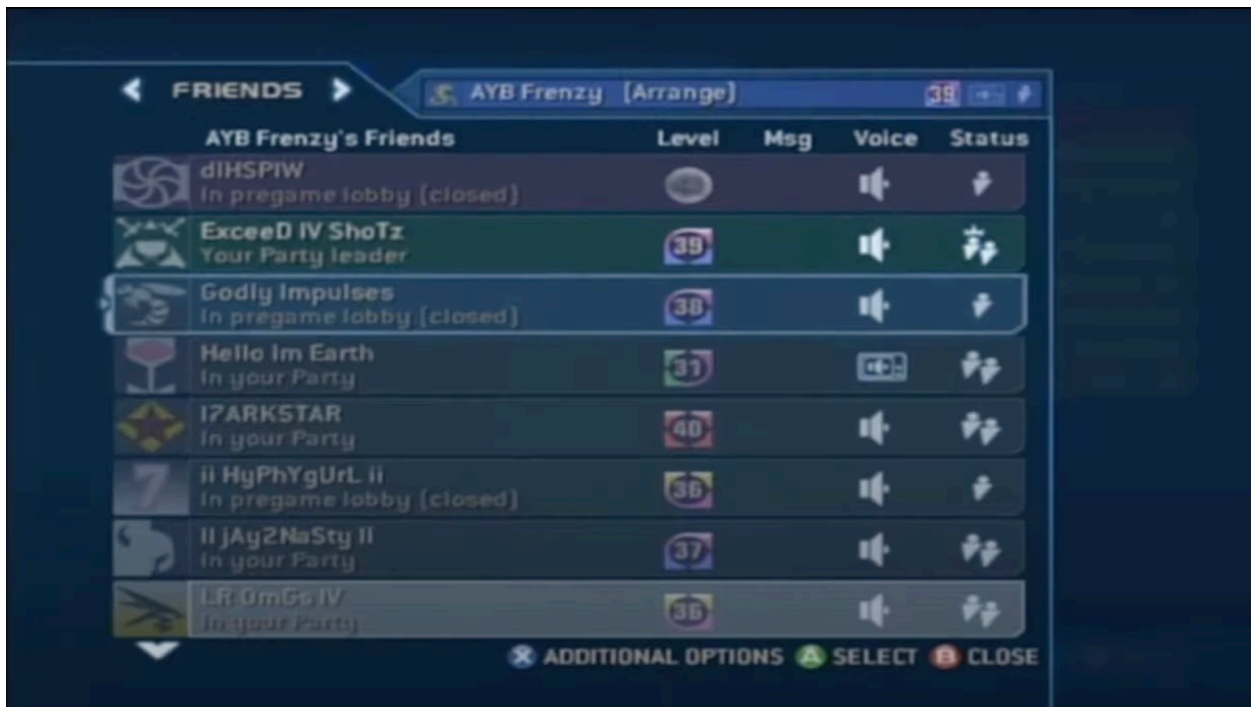 FRIENDS
AYB Frenzy [Arrange] 39
AYB Frenzy's Friends Level Msg Voice Status
dIHSPIW
In pregame lobby [closed]
ExceeD IV ShoTz 39
Your Party leader
Godly Impulses 38
In pregame lobby [closed]
Hello Im Earth 31
In your Party
I7ARKSTAR 40
In your Party
7 ii HyPhYgUrL ii 36
In pregame lobby [closed]
II jAy2NaSty II 37
In your Party
LR OmGs IV 36
In your Party
X ADDITIONAL OPTIONS A SELECT B CLOSE